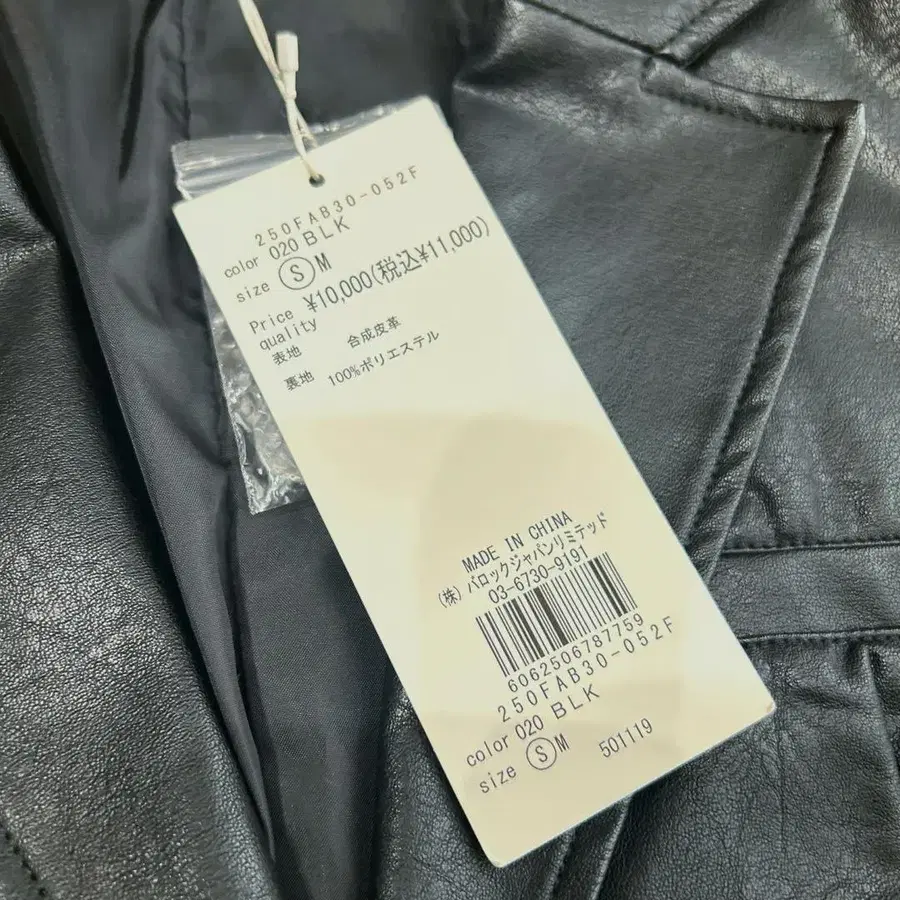 250FAB30-052F
color 020 BLK
size Ⓢ M
Price ¥10,000(税込¥11,000)
quality
表地 合成皮革
裏地 100%ポリエステル
MADE IN CHINA
(株) バロックジャパンリミテッド
03-6730-9191
6062506787759
250FAB30-052F
color 020 BLK
size Ⓢ M 501119